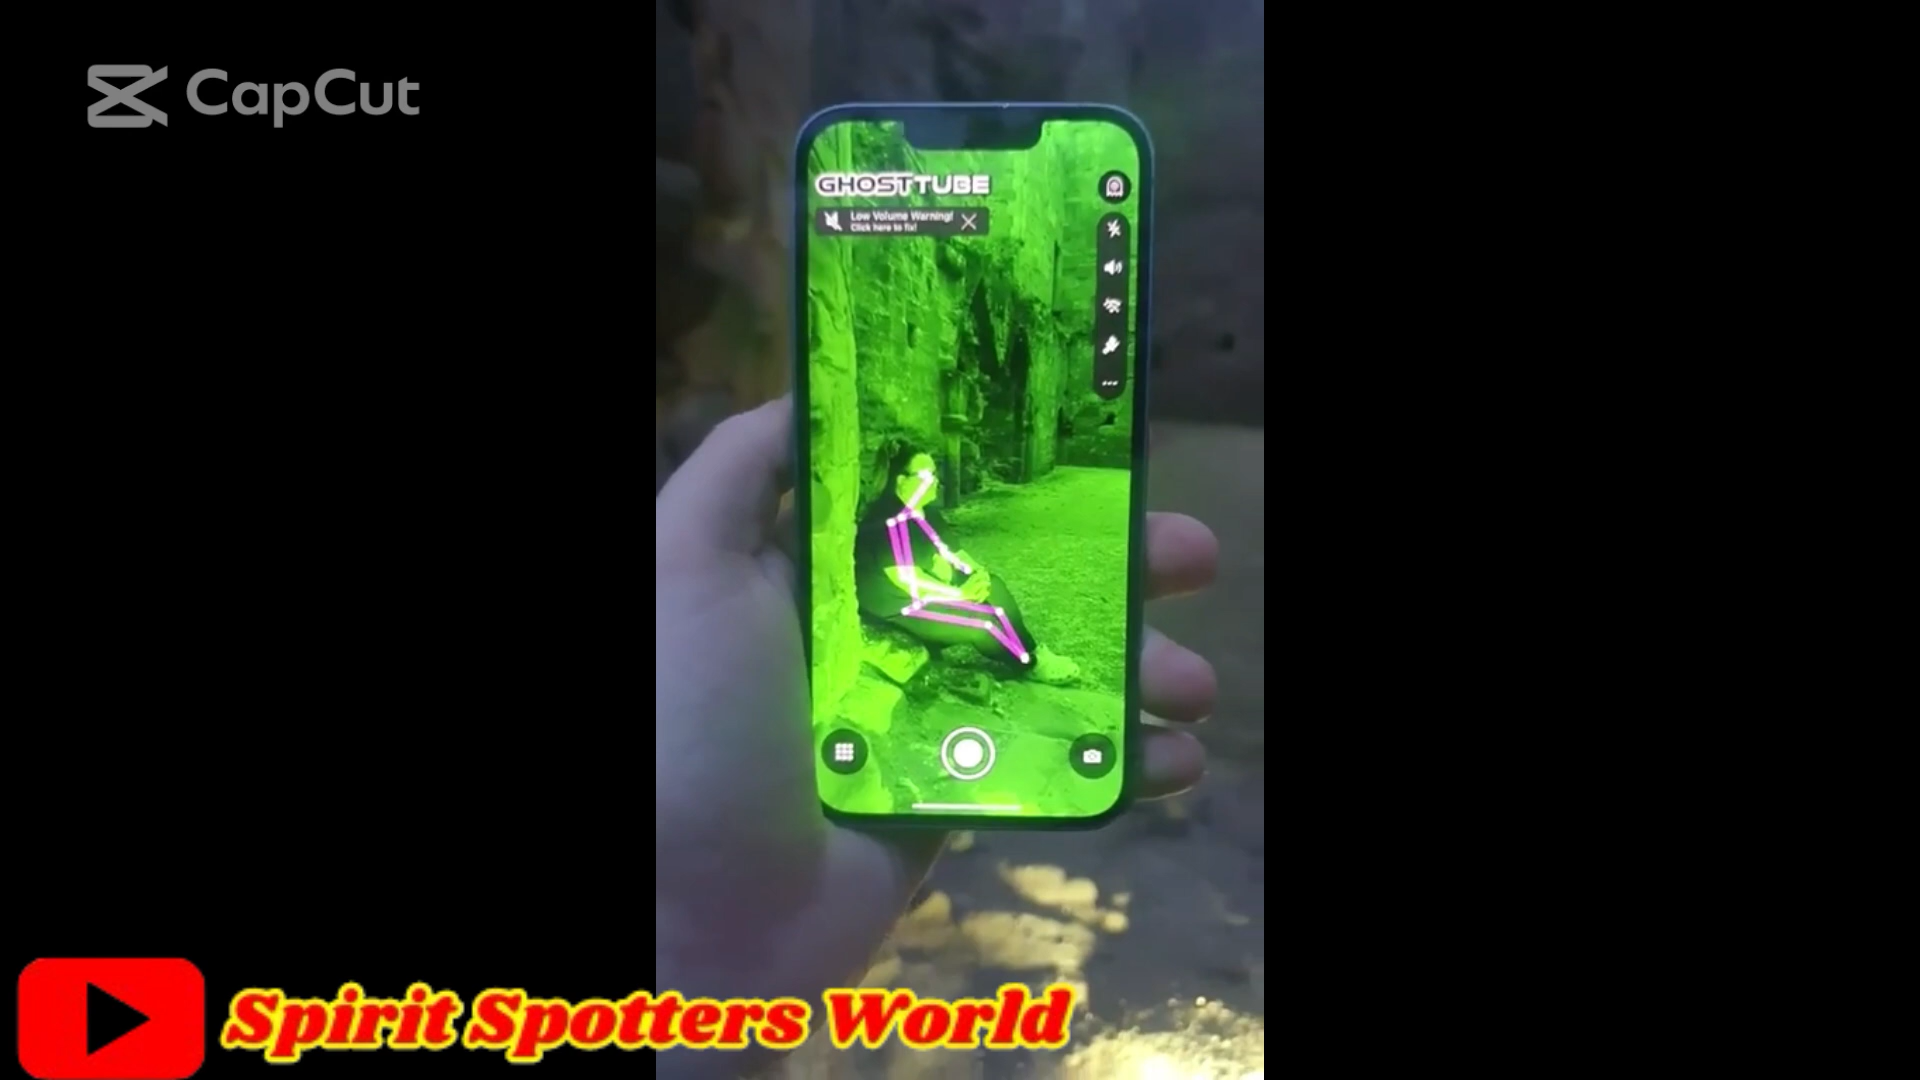 CapCut
GHOSTTUBE
Low Volume Warning!
Click here to fix!
Spirit Spotters World